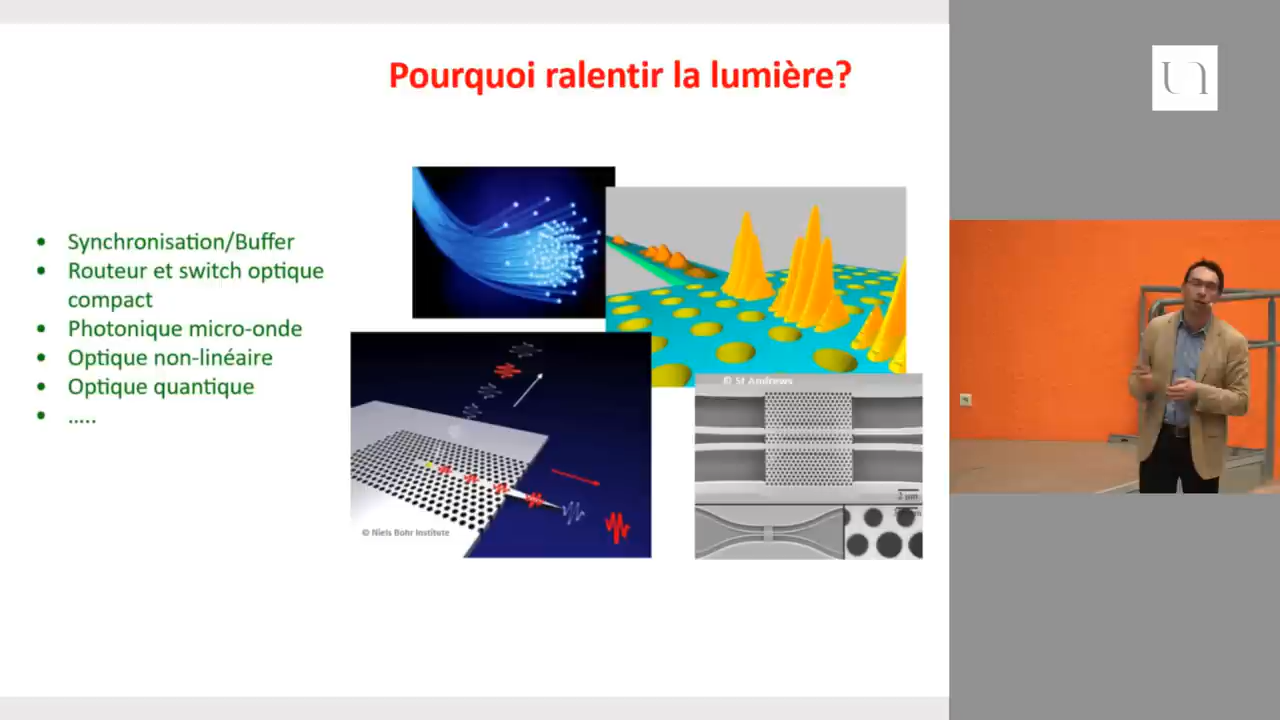 Pourquoi ralentir la lumière?
• Synchronisation/Buffer
• Routeur et switch optique
compact
• Photonique micro-onde
• Optique non-linéaire
• Optique quantique
• .....
© St Andrews
© Niels Bohr Institute